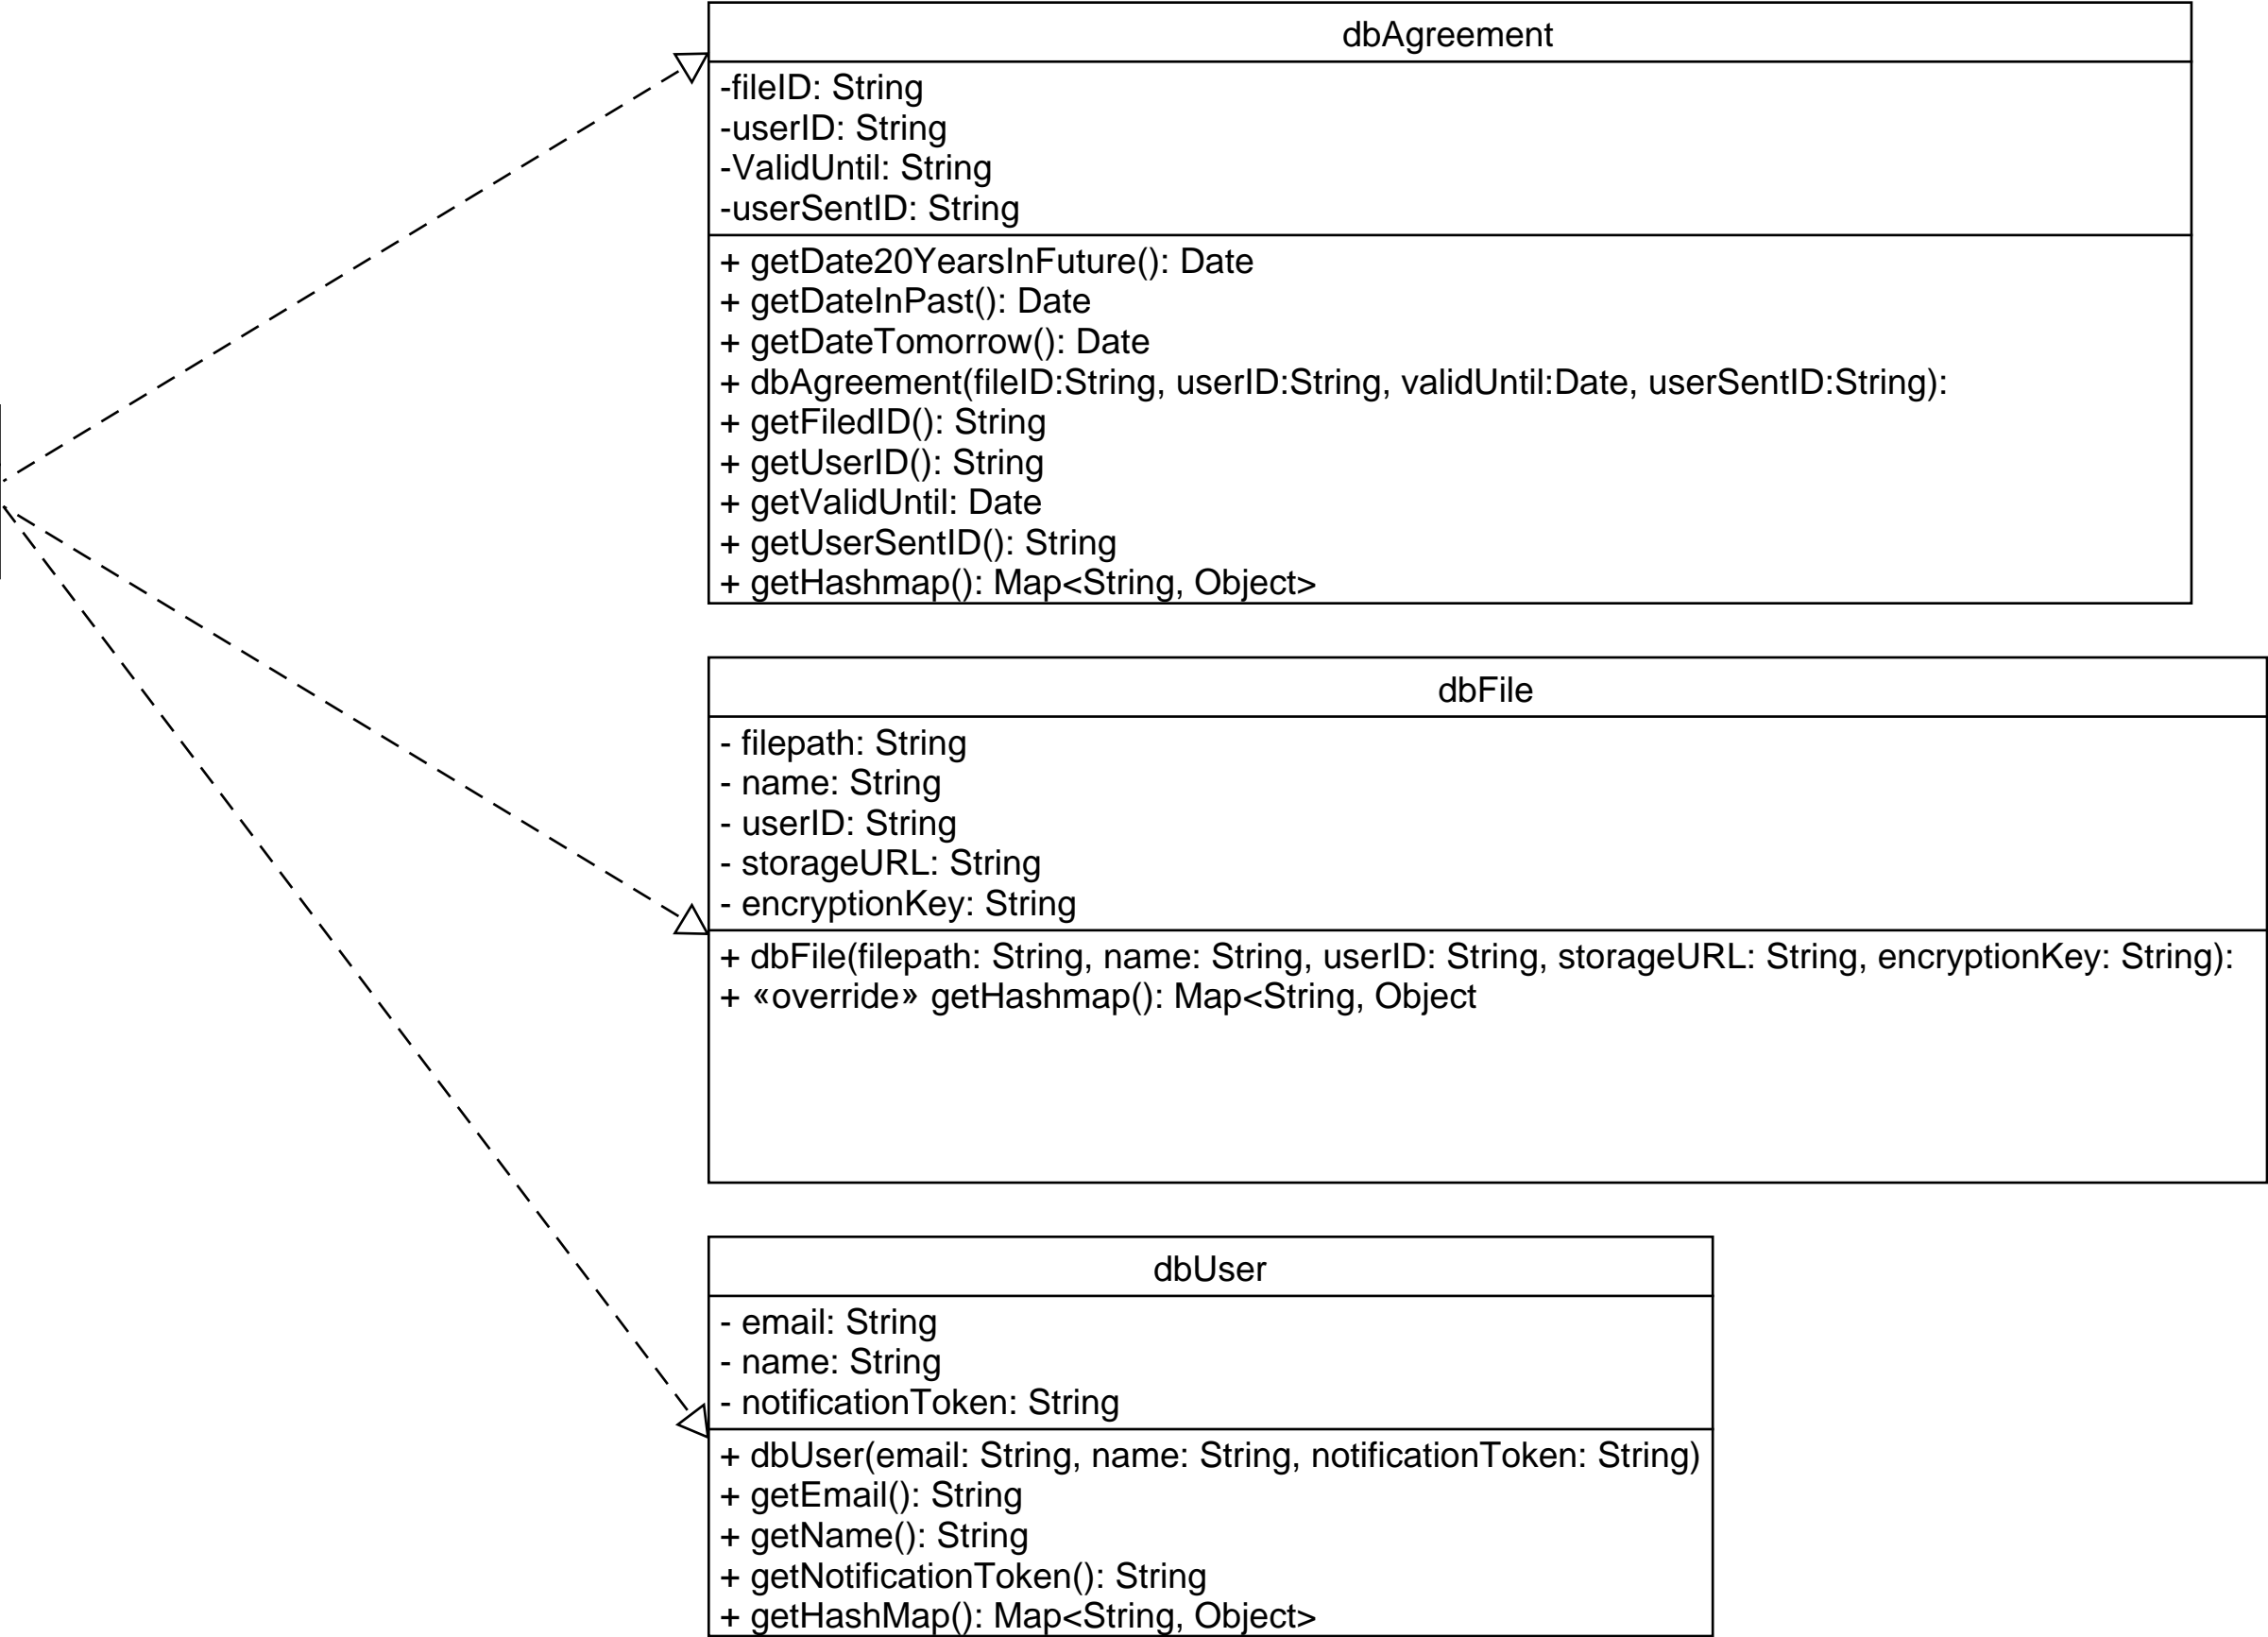 dbAgreement
-fileID: String
-userID: String
-ValidUntil: String
-userSentID: String
+ getDate20YearsInFuture(): Date
+ getDateInPast(): Date
+ getDateTomorrow(): Date
+ dbAgreement(fileID:String, userID:String, validUntil:Date, userSentID:String):
+ getFiledID(): String
+ getUserID(): String
+ getValidUntil: Date
+ getUserSentID(): String
+ getHashmap(): Map<String, Object>
dbFile
- filepath: String
- name: String
- userID: String
- storageURL: String
- encryptionKey: String
+ dbFile(filepath: String, name: String, userID: String, storageURL: String, encryptionKey: String):
+ «override» getHashmap(): Map<String, Object
dbUser
- email: String
- name: String
- notificationToken: String
+ dbUser(email: String, name: String, notificationToken: String)
+ getEmail(): String
+ getName(): String
+ getNotificationToken(): String
+ getHashMap(): Map<String, Object>